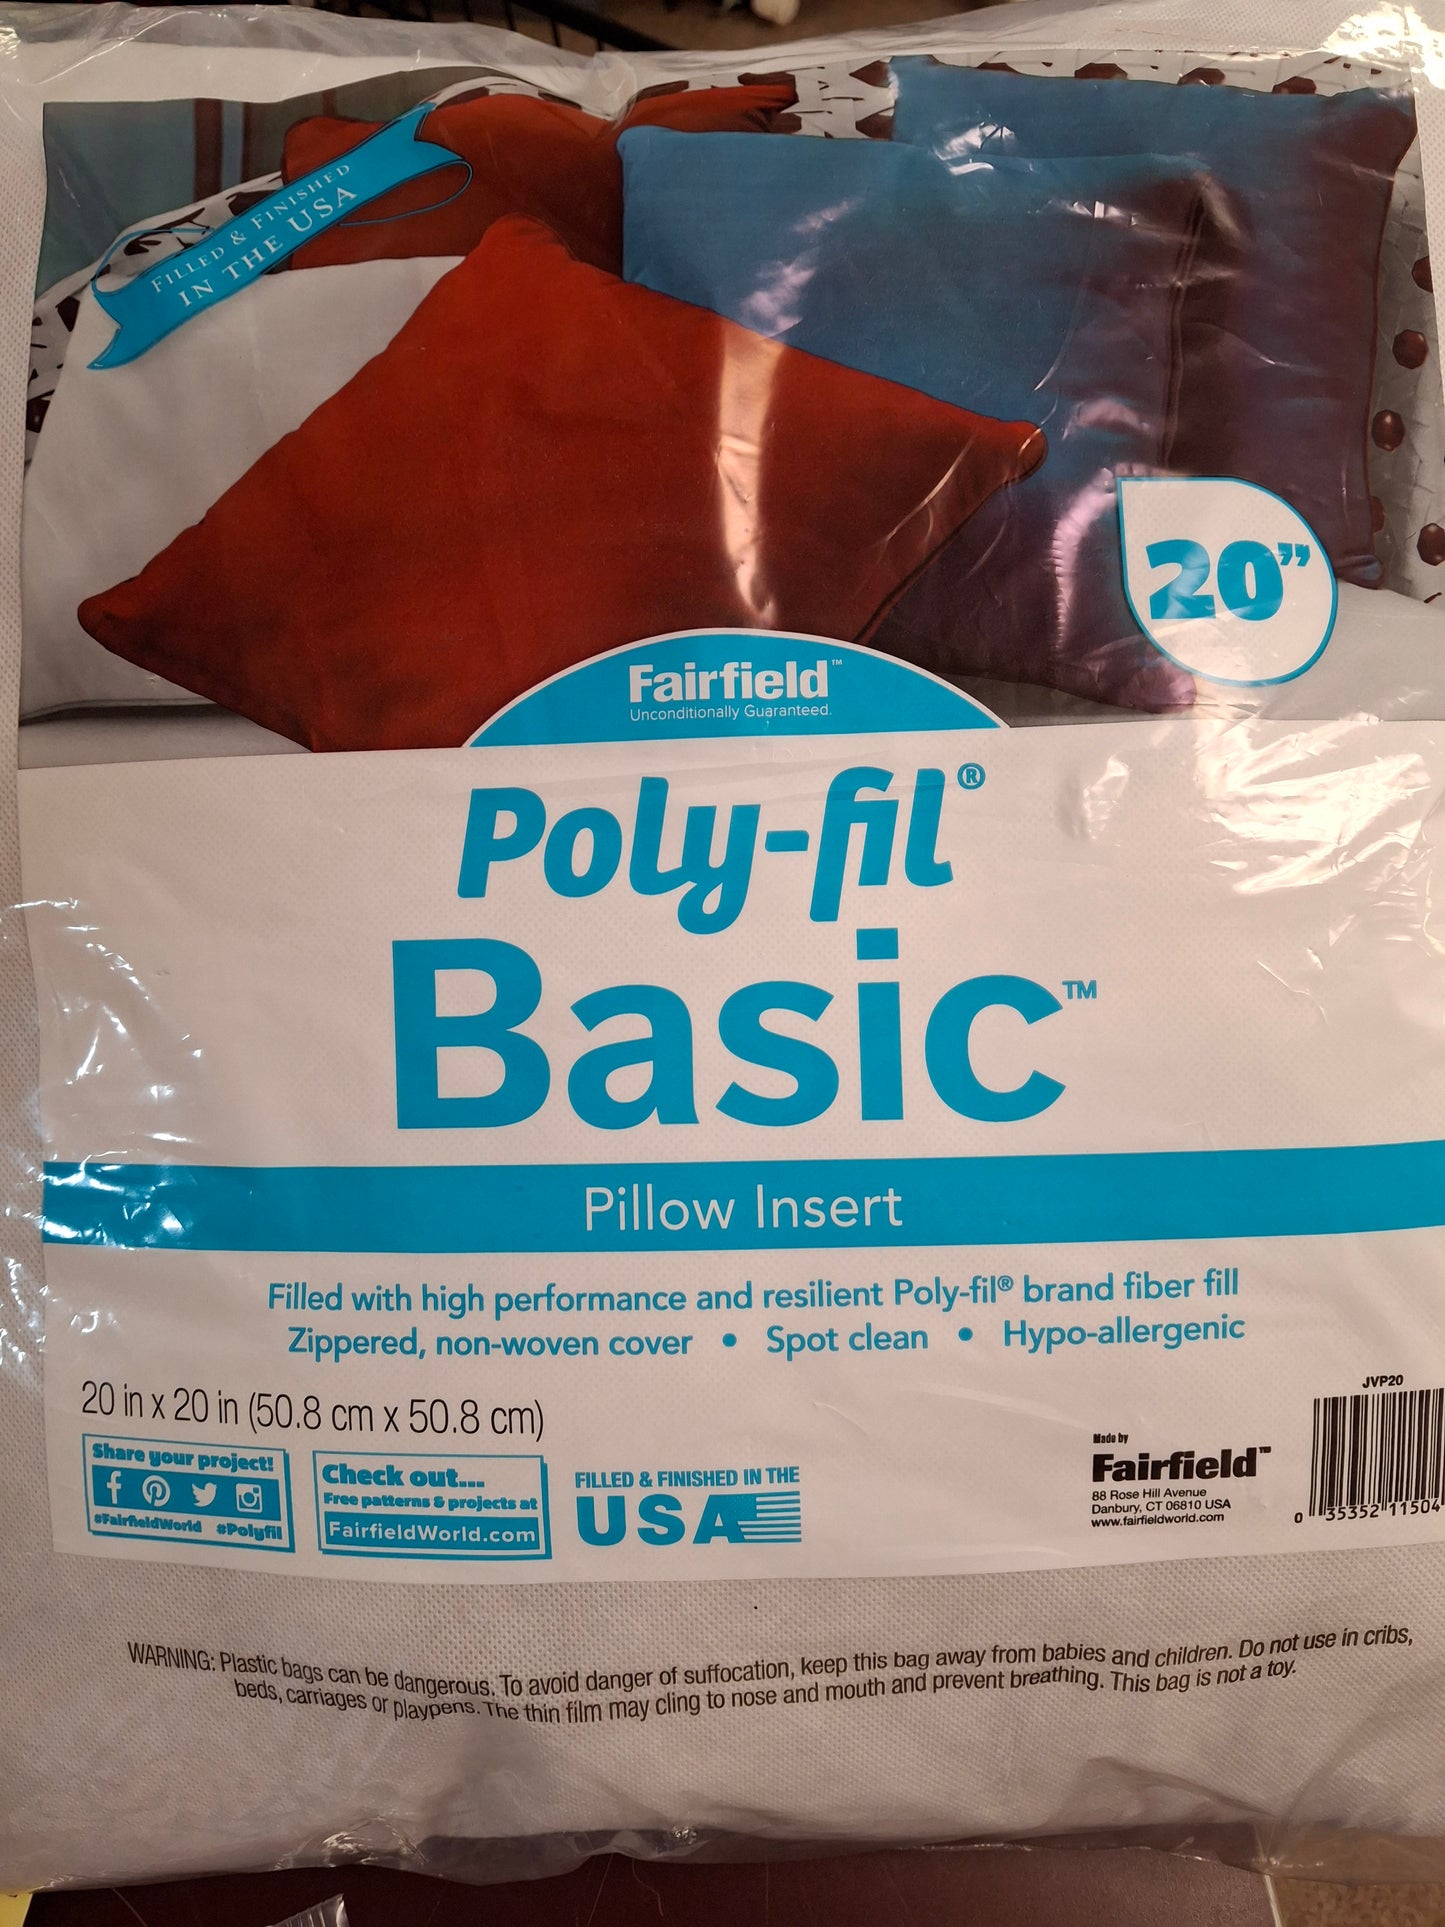 FILLED & FINISHED
IN THE USA
20”
Fairfield™
Unconditionally Guaranteed.
Poly-fil®
Basic™
Pillow Insert
Filled with high performance and resilient Poly-fil® brand fiber fill
Zippered, non-woven cover • Spot clean • Hypo-allergenic
20 in x 20 in (50.8 cm x 50.8 cm)
Share your project!
#FairfieldWorld #Polyfil
Check out...
Free patterns & projects at
FairfieldWorld.com
FILLED & FINISHED IN THE
USA
Made by
Fairfield™
88 Rose Hill Avenue
Danbury, CT 06810 USA
www.fairfieldworld.com
JVP20
0 35352 11504
WARNING: Plastic bags can be dangerous. To avoid danger of suffocation, keep this bag away from babies and children. Do not use in cribs,
beds, carriages or playpens. The thin film may cling to nose and mouth and prevent breathing. This bag is not a toy.